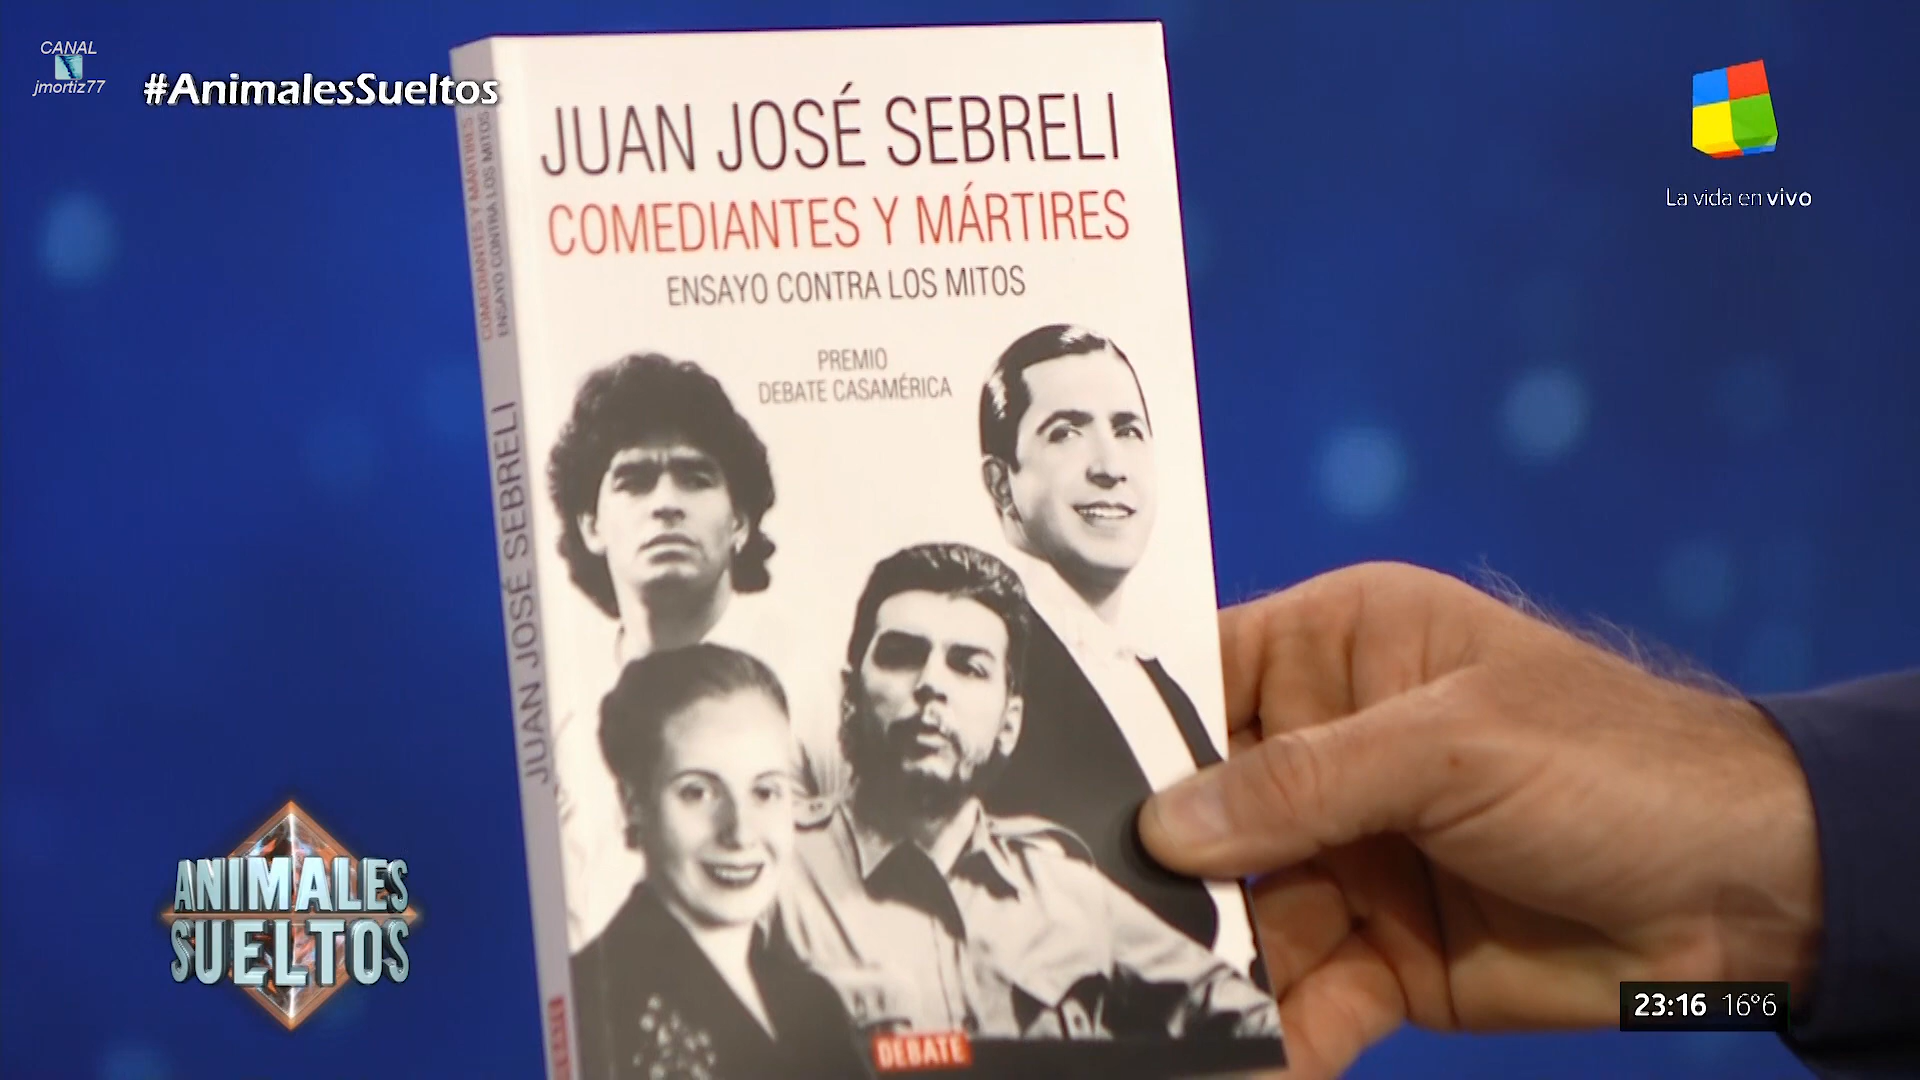 CANAL
jmortiz77
#AnimalesSueltos
La vida en vivo
JUAN JOSÉ SEBRELI
COMEDIANTES Y MÁRTIRES
ENSAYO CONTRA LOS MITOS
PREMIO
DEBATE CASAMÉRICA
COMEDIANTES Y MÁRTIRES
ENSAYO CONTRA LOS MITOS
JUAN JOSÉ SEBRELI
DEBATE
ANIMALES
SUELTOS
23:16 16°6